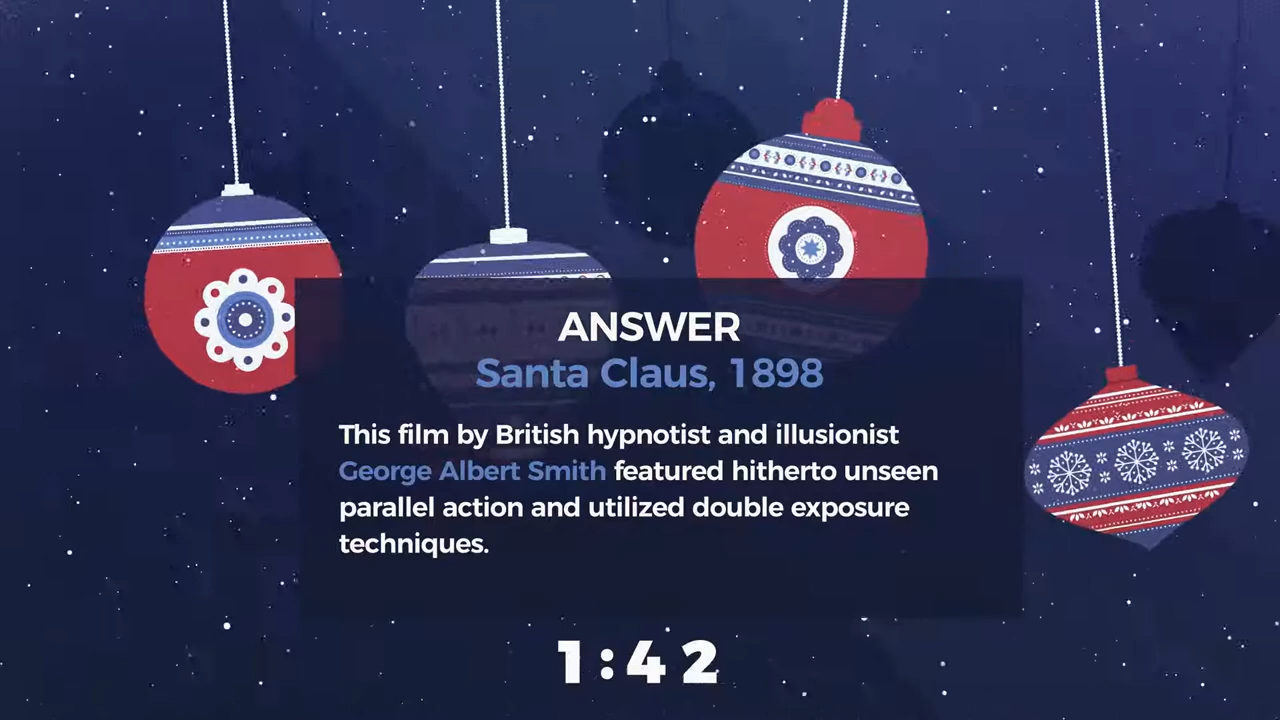 ANSWER
Santa Claus, 1898
This film by British hypnotist and illusionist
George Albert Smith featured hitherto unseen
parallel action and utilized double exposure
techniques.
1:42